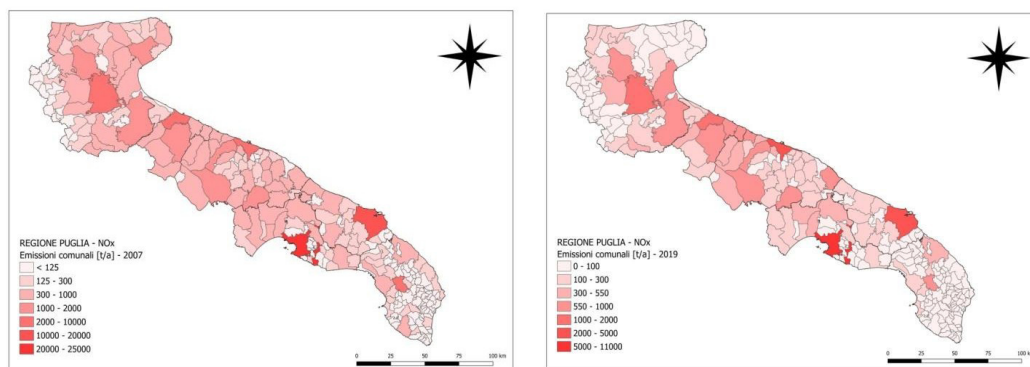 REGIONE PUGLIA - NOx
Emissioni comunali [t/a] - 2007
< 125
125 - 300
300 - 1000
1000 - 2000
2000 - 10000
10000 - 20000
20000 - 25000
0 25 50 75 100 km
REGIONE PUGLIA - NOx
Emissioni comunali [t/a] - 2019
0 - 100
100 - 300
300 - 550
550 - 1000
1000 - 2000
2000 - 5000
5000 - 11000
0 25 50 75 100 km